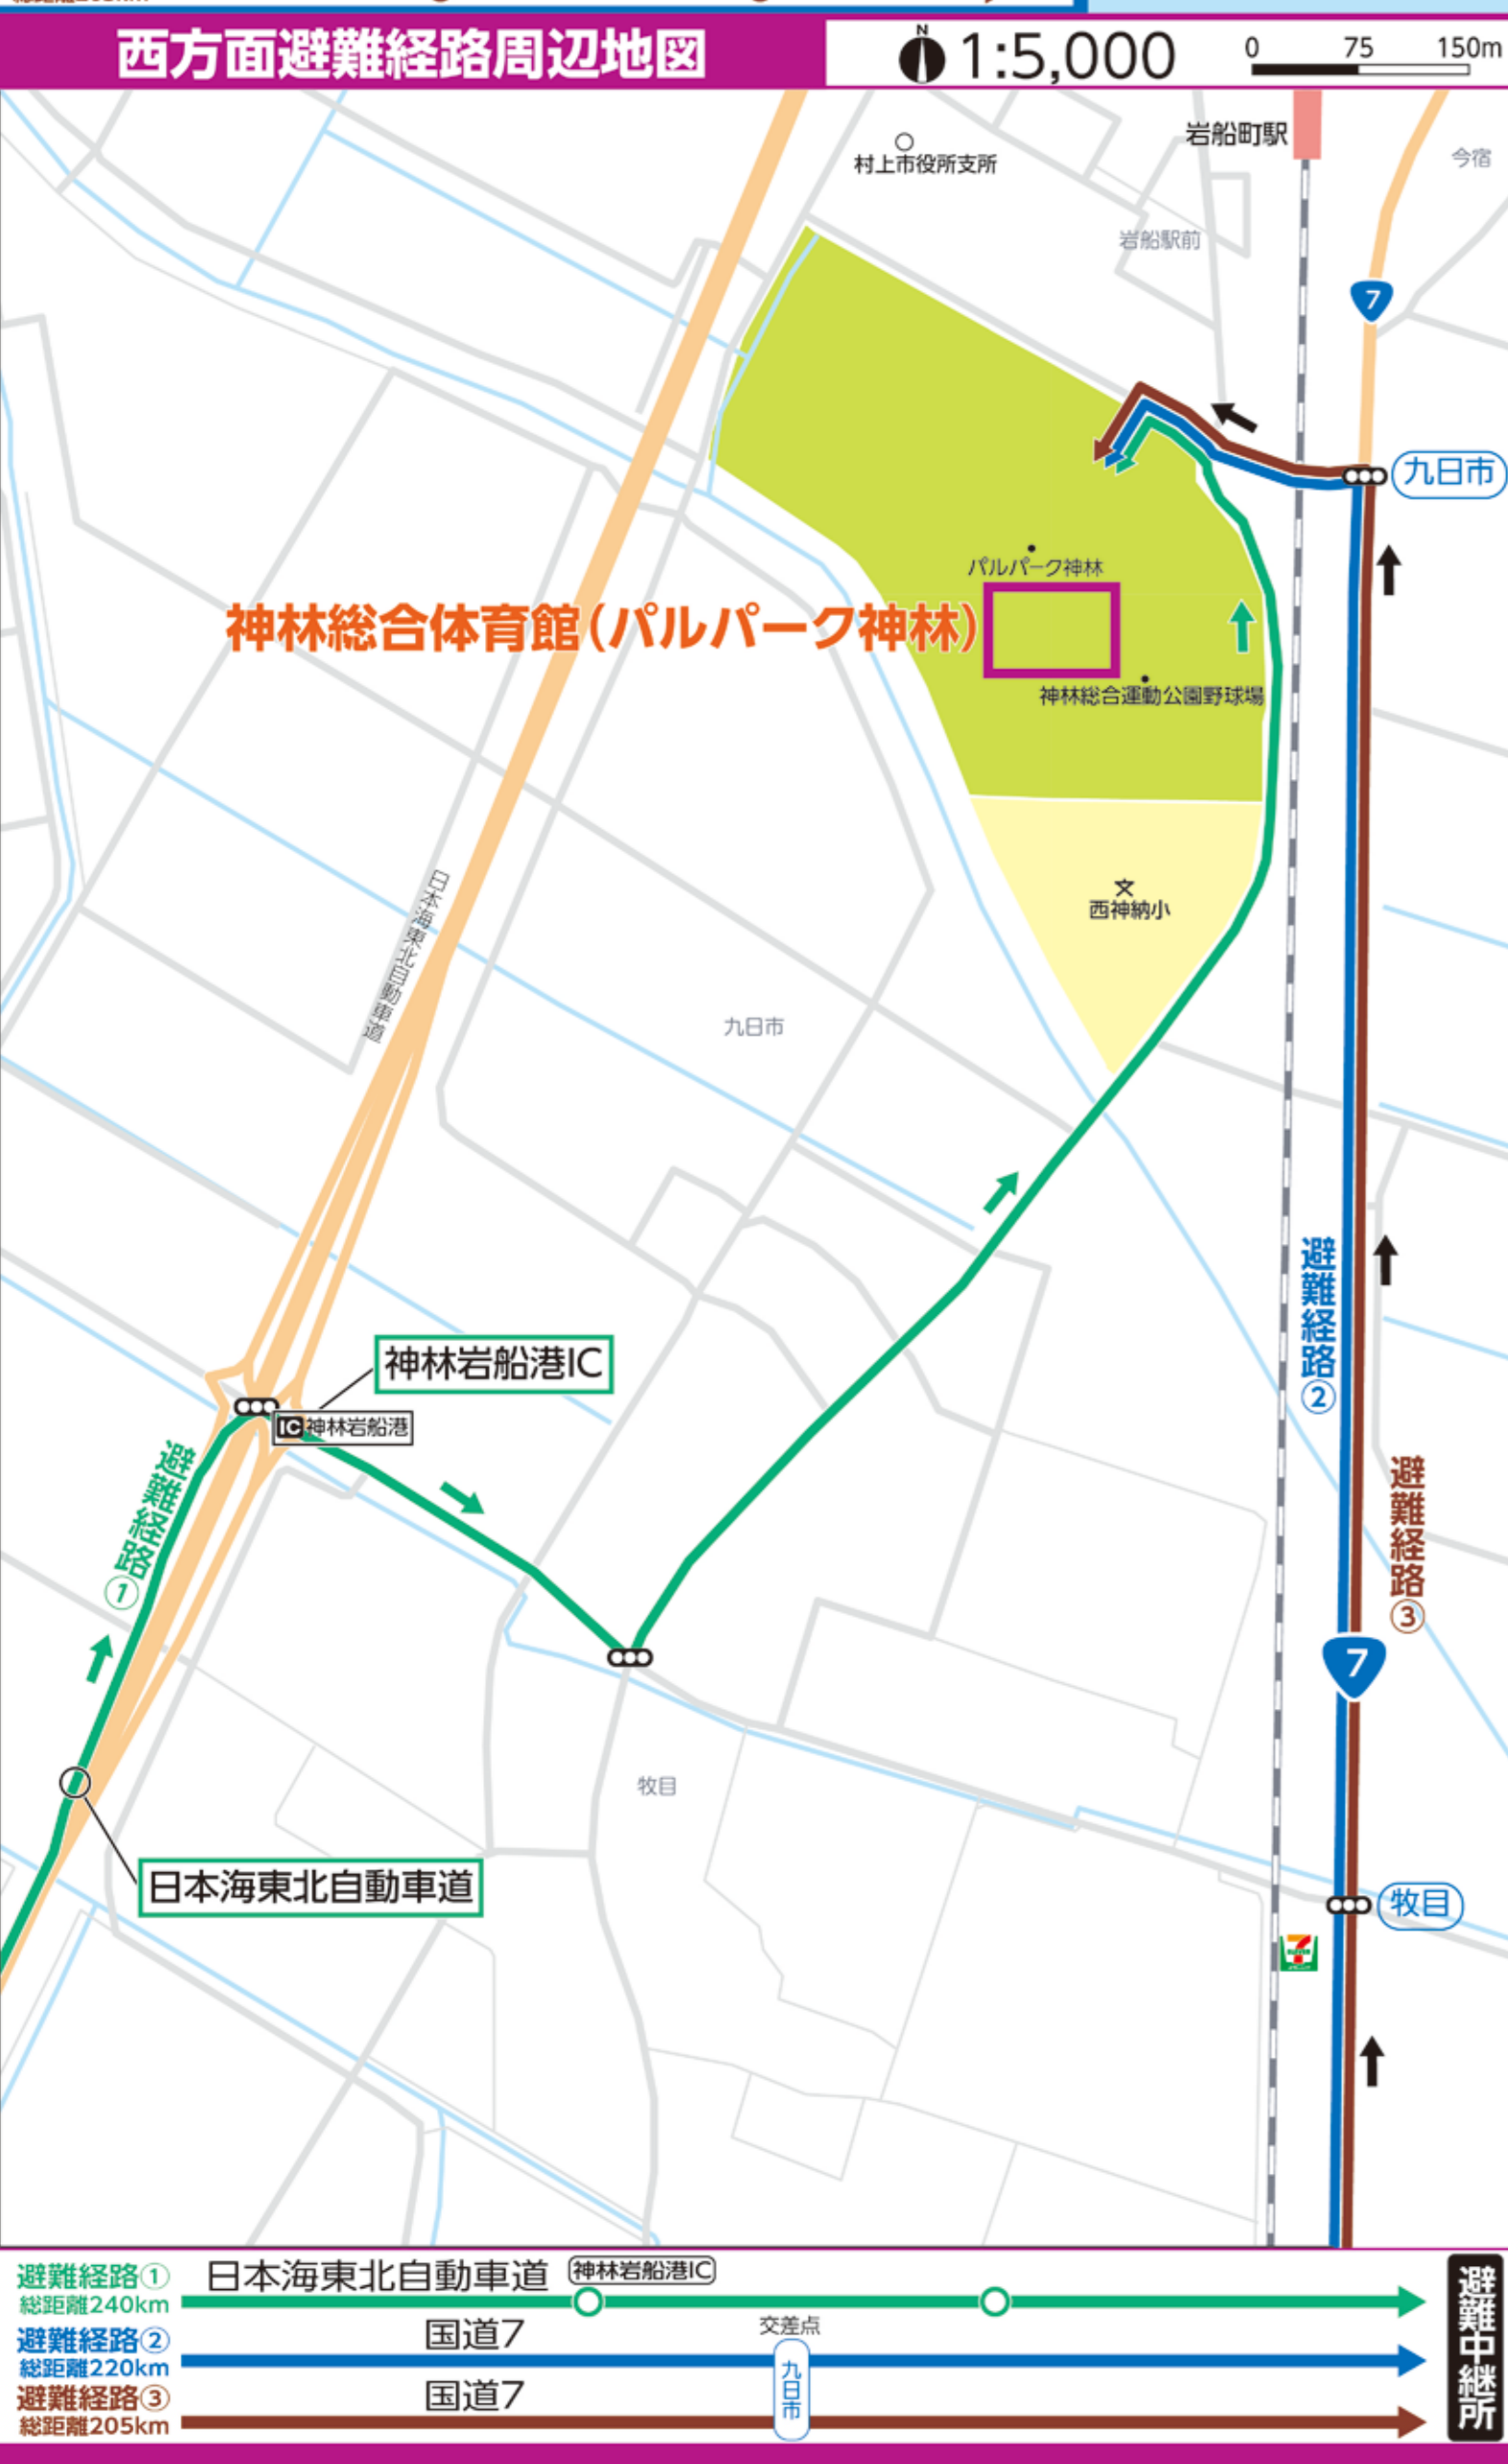 西方面避難経路周辺地図
N
1:5,000
0 75 150m
岩船町駅
今宿
村上市役所支所
岩船駅前
7
九日市
パルパーク神林
神林総合体育館(パルパーク神林)
神林総合運動公園野球場
西神納小
日本海東北自動車道
九日市
避難経路②
神林岩船港IC
IC神林岩船港
避難経路①
避難経路③
7
牧目
日本海東北自動車道
牧目
避難経路①
総距離240km
日本海東北自動車道
神林岩船港IC
避難経路②
総距離220km
国道7
交差点
九日市
避難経路③
総距離205km
国道7
避難中継所